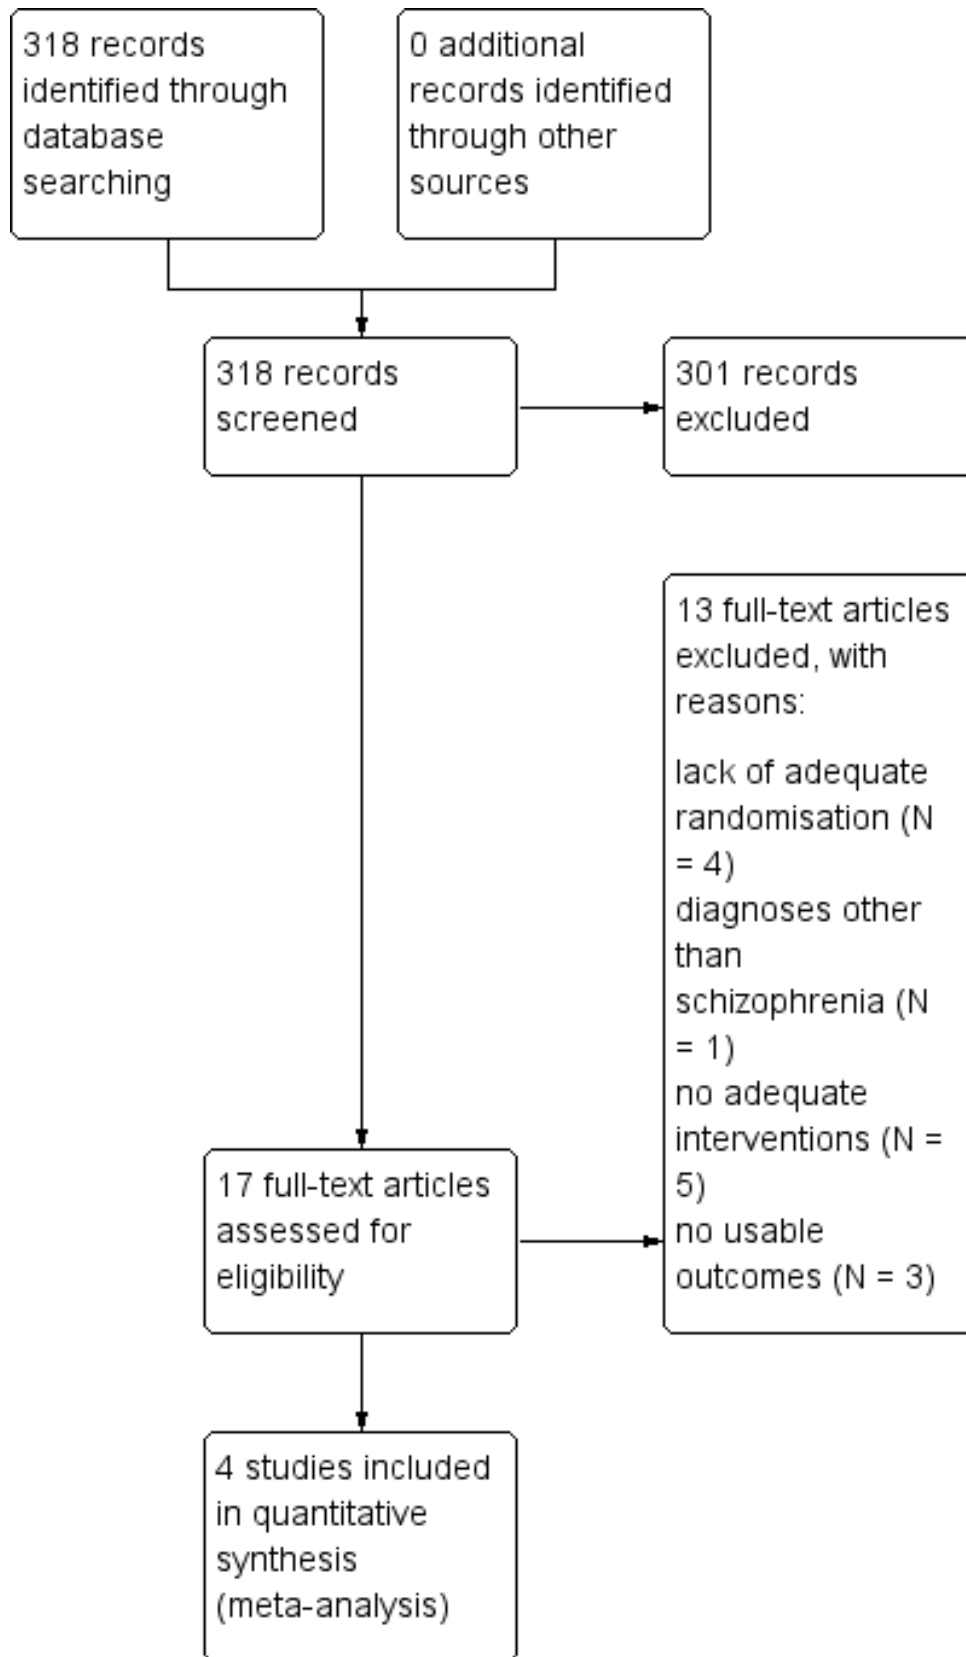 318 records
identified through
database
searching
0 additional
records identified
through other
sources
318 records
screened
301 records
excluded
13 full-text articles
excluded, with
reasons:
lack of adequate
randomisation (N
= 4)
diagnoses other
than
schizophrenia (N
= 1)
no adequate
interventions (N =
5)
no usable
outcomes (N = 3)
17 full-text articles
assessed for
eligibility
4 studies included
in quantitative
synthesis
(meta-analysis)